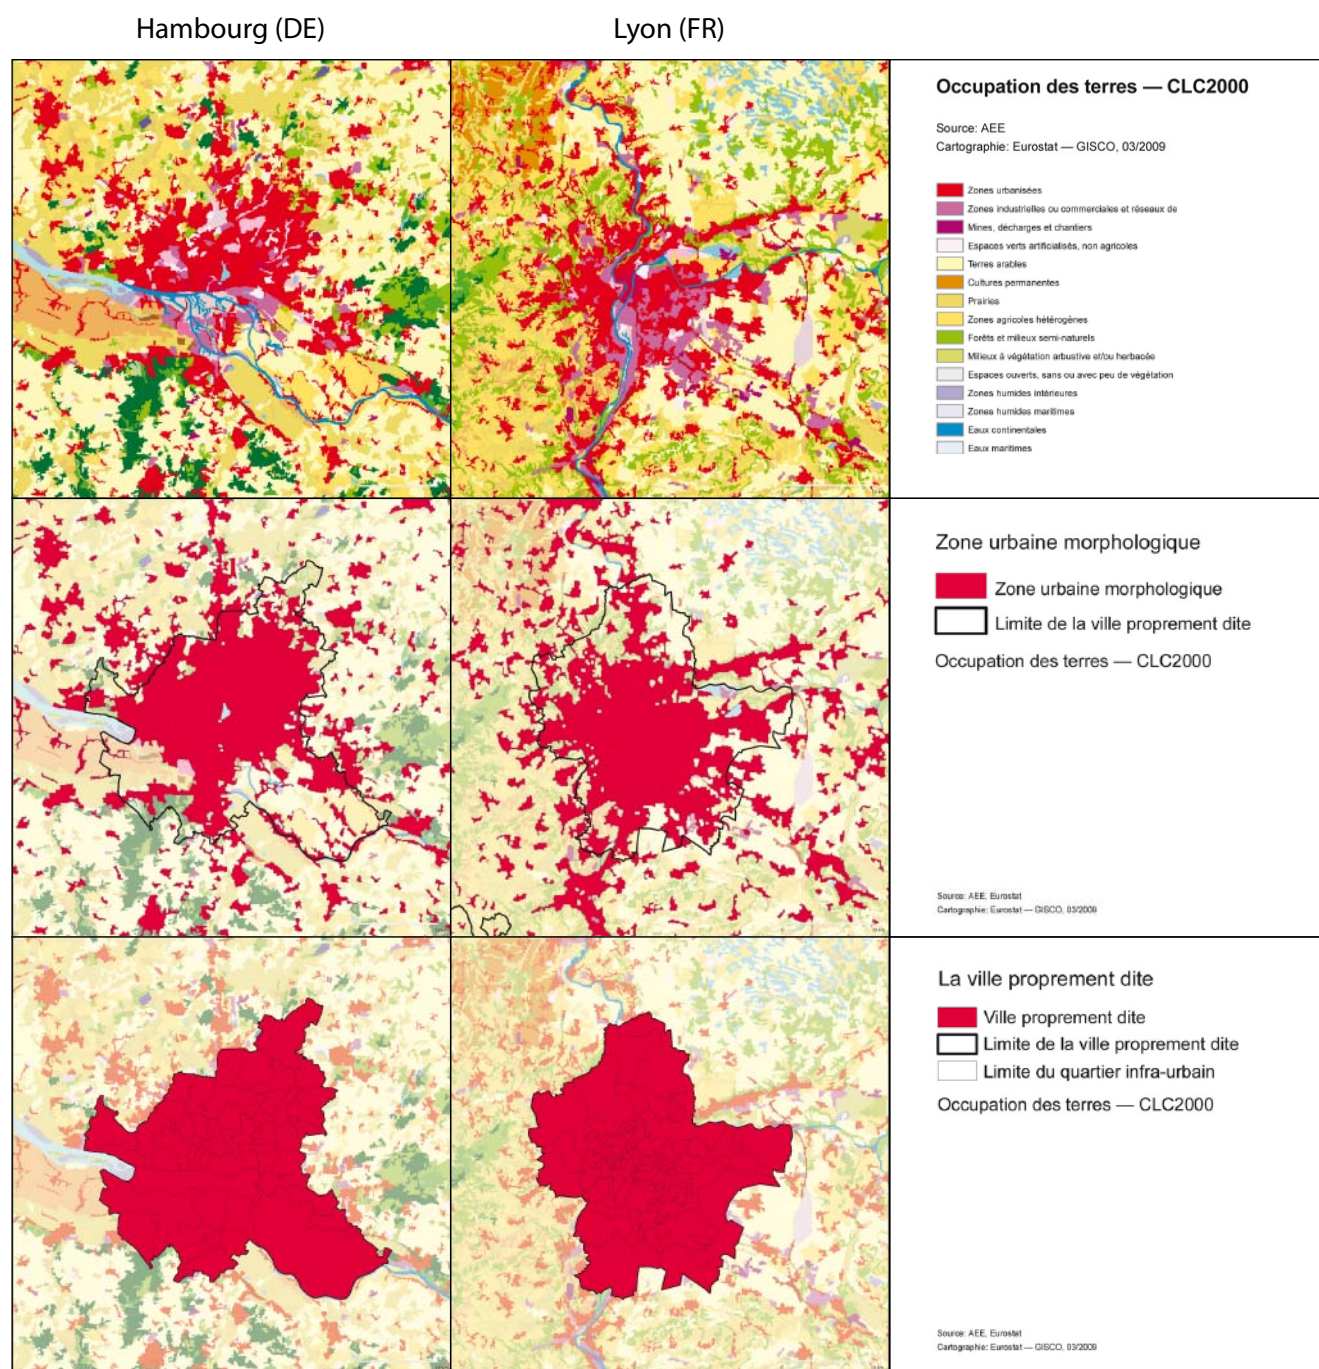 Hambourg (DE)
Lyon (FR)
Occupation des terres — CLC2000
Source: AEE
Cartographie: Eurostat — GISCO, 03/2009
Zones urbanisées
Zones industrielles ou commerciales et réseaux de
Mines, décharges et chantiers
Espaces verts artificialisés, non agricoles
Terres arables
Cultures permanentes
Prairies
Zones agricoles hétérogènes
Forêts et milieux semi-naturels
Milieux à végétation arbustive et/ou herbacée
Espaces ouverts, sans ou avec peu de végétation
Zones humides intérieures
Zones humides maritimes
Eaux continentales
Eaux maritimes
Zone urbaine morphologique
Zone urbaine morphologique
Limite de la ville proprement dite
Occupation des terres — CLC2000
Source: AEE, Eurostat
Cartographie: Eurostat — GISCO, 03/2009
La ville proprement dite
Ville proprement dite
Limite de la ville proprement dite
Limite du quartier infra-urbain
Occupation des terres — CLC2000
Source: AEE, Eurostat
Cartographie: Eurostat — GISCO, 03/2009